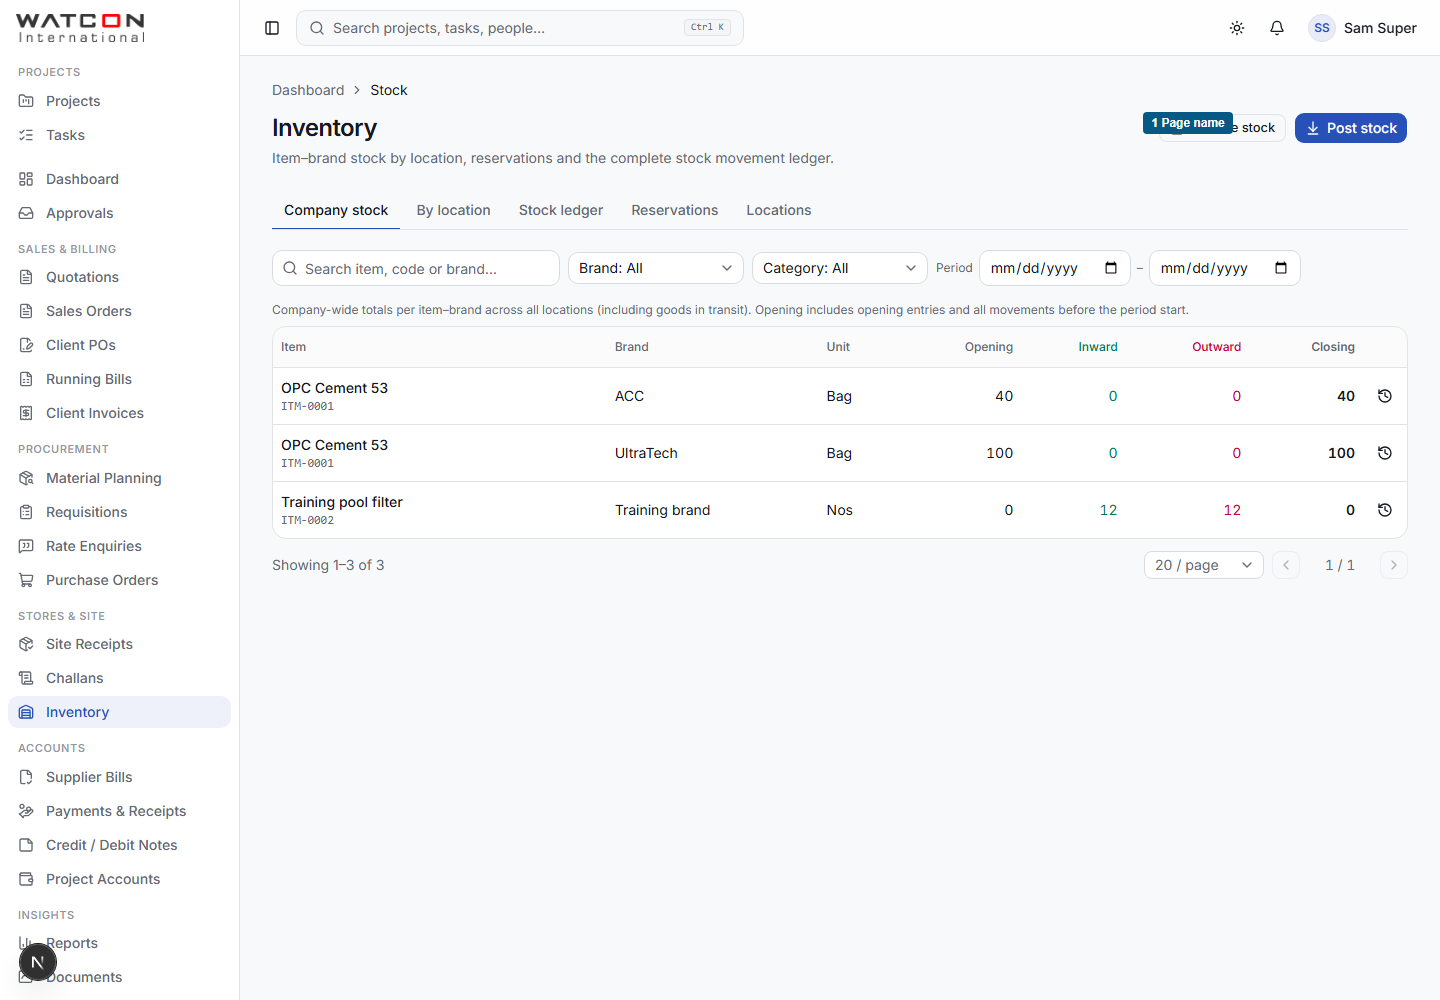 WATCON
International
Search projects, tasks, people...
Ctrl K
SS
Sam Super
PROJECTS
Projects
Tasks
Dashboard
Approvals
SALES & BILLING
Quotations
Sales Orders
Client POs
Running Bills
Client Invoices
PROCUREMENT
Material Planning
Requisitions
Rate Enquiries
Purchase Orders
STORES & SITE
Site Receipts
Challans
Inventory
ACCOUNTS
Supplier Bills
Payments & Receipts
Credit / Debit Notes
Project Accounts
INSIGHTS
Reports
N
Documents
Dashboard > Stock
Inventory
1 Page name
stock
Post stock
Item–brand stock by location, reservations and the complete stock movement ledger.
Company stock By location Stock ledger Reservations Locations
Search item, code or brand... Brand: All Category: All Period mm/dd/yyyy – mm/dd/yyyy
Company-wide totals per item–brand across all locations (including goods in transit). Opening includes opening entries and all movements before the period start.
Item Brand Unit Opening Inward Outward Closing
OPC Cement 53 ACC Bag 40 0 0 40
ITM-0001
OPC Cement 53 UltraTech Bag 100 0 0 100
ITM-0001
Training pool filter Training brand Nos 0 12 12 0
ITM-0002
Showing 1–3 of 3 20 / page 1 / 1